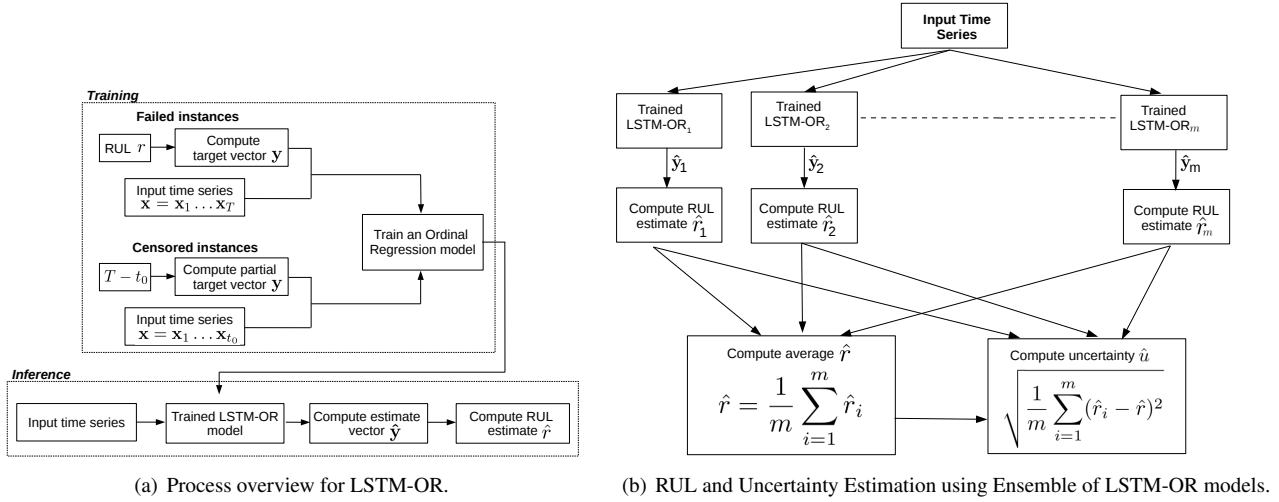 Training
Failed instances
RUL r
Compute
target vector y
Input time series
x = x₁ … x_T
Censored instances
T − t₀
Compute partial
target vector y
Input time series
x = x₁ … x_{t₀}
Train an Ordinal
Regression model
Inference
Input time series
Trained LSTM-OR
model
Compute estimate
vector ŷ
Compute RUL
estimate r̂
(a) Process overview for LSTM-OR.
Input Time
Series
Trained
LSTM-OR₁
Trained
LSTM-OR₂
Trained
LSTM-ORₘ
ŷ₁
ŷ₂
ŷₘ
Compute RUL
estimate r̂₁
Compute RUL
estimate r̂₂
Compute RUL
estimate r̂ₘ
Compute average r̂
r̂ = 1/m ∑_{i=1}^{m} r̂ᵢ
Compute uncertainty û
√(1/m ∑_{i=1}^{m} (r̂ᵢ − r̂)²)
(b) RUL and Uncertainty Estimation using Ensemble of LSTM-OR models.